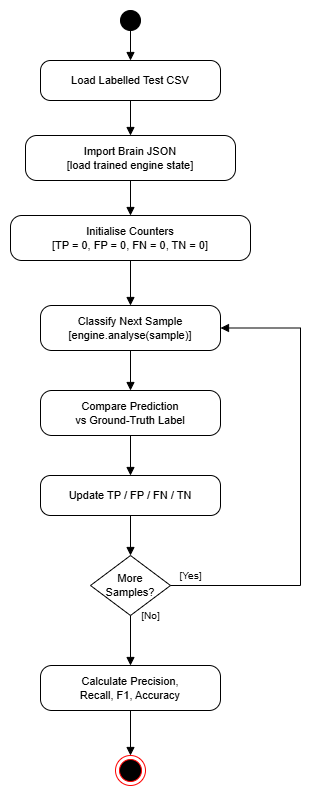 Load Labelled Test CSV
Import Brain JSON
[load trained engine state]
Initialise Counters
[TP = 0, FP = 0, FN = 0, TN = 0]
Classify Next Sample
[engine.analyse(sample)]
Compare Prediction
vs Ground-Truth Label
Update TP / FP / FN / TN
More
Samples?
[Yes]
[No]
Calculate Precision,
Recall, F1, Accuracy